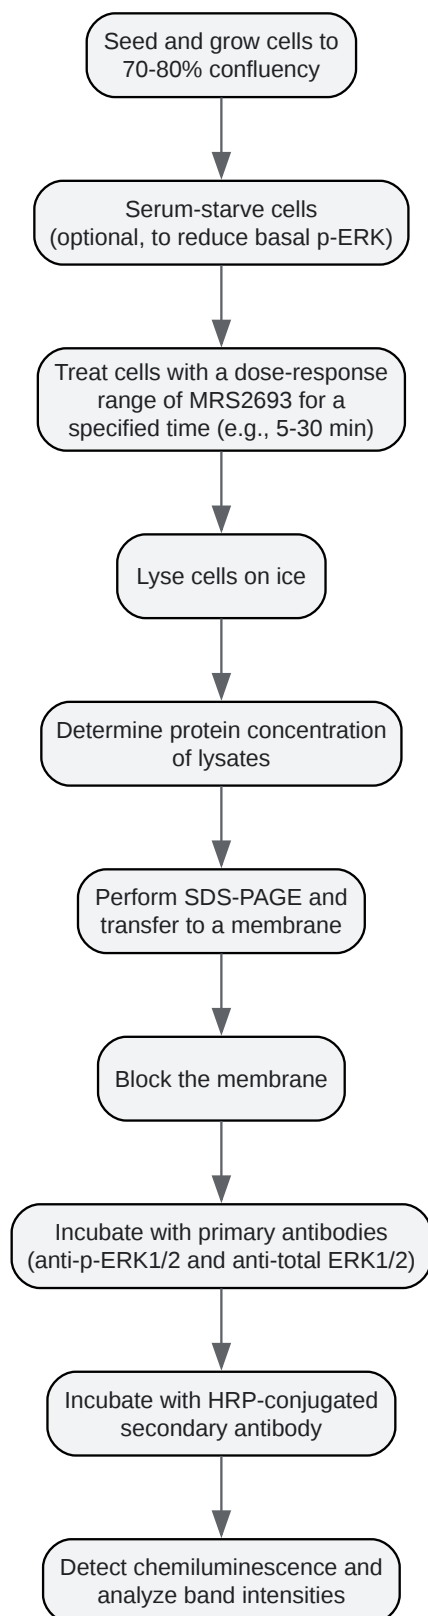 Seed and grow cells to
70-80% confluency
Serum-starve cells
(optional, to reduce basal p-ERK)
Treat cells with a dose-response
range of MRS2693 for a
specified time (e.g., 5-30 min)
Lyse cells on ice
Determine protein concentration
of lysates
Perform SDS-PAGE and
transfer to a membrane
Block the membrane
Incubate with primary antibodies
(anti-p-ERK1/2 and anti-total ERK1/2)
Incubate with HRP-conjugated
secondary antibody
Detect chemiluminescence and
analyze band intensities